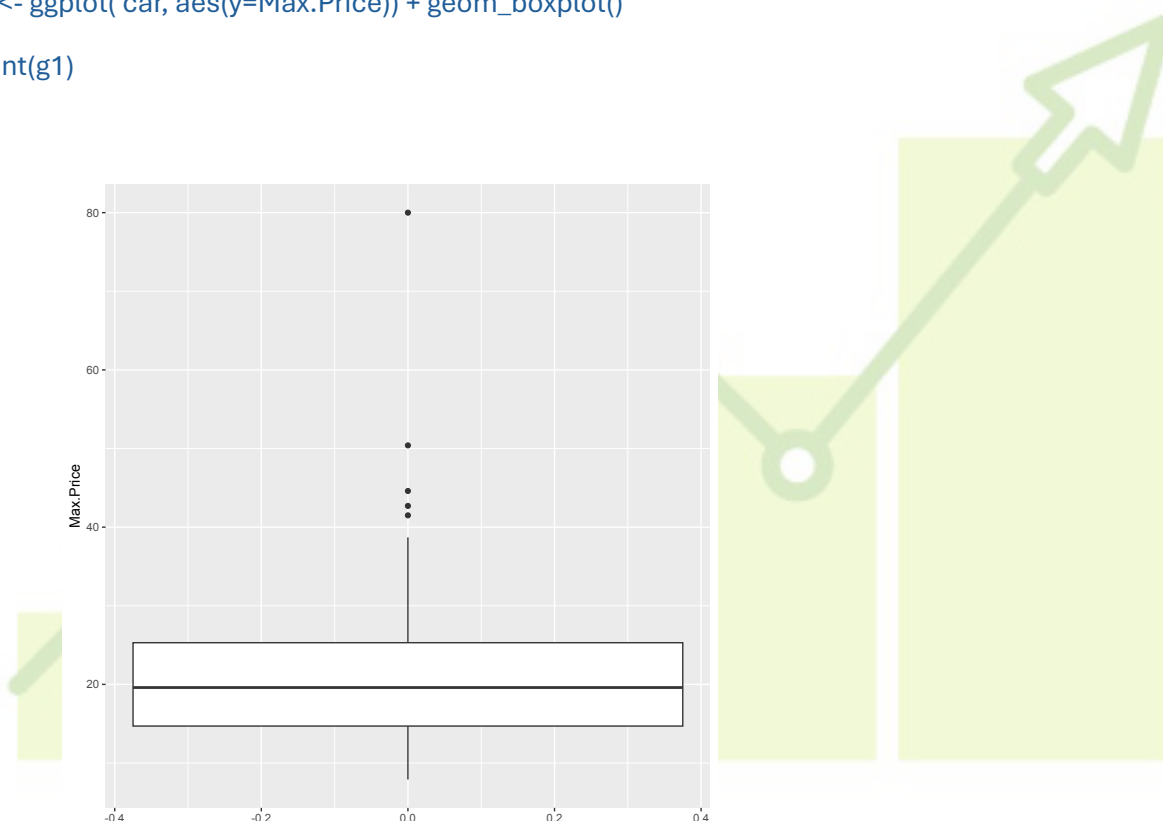 <- ggplot( car, aes(y=Max.Price)) + geom_boxplot()
nt(g1)
80
60
Max.Price
40
20
-0.4 -0.2 0.0 0.2 0.4